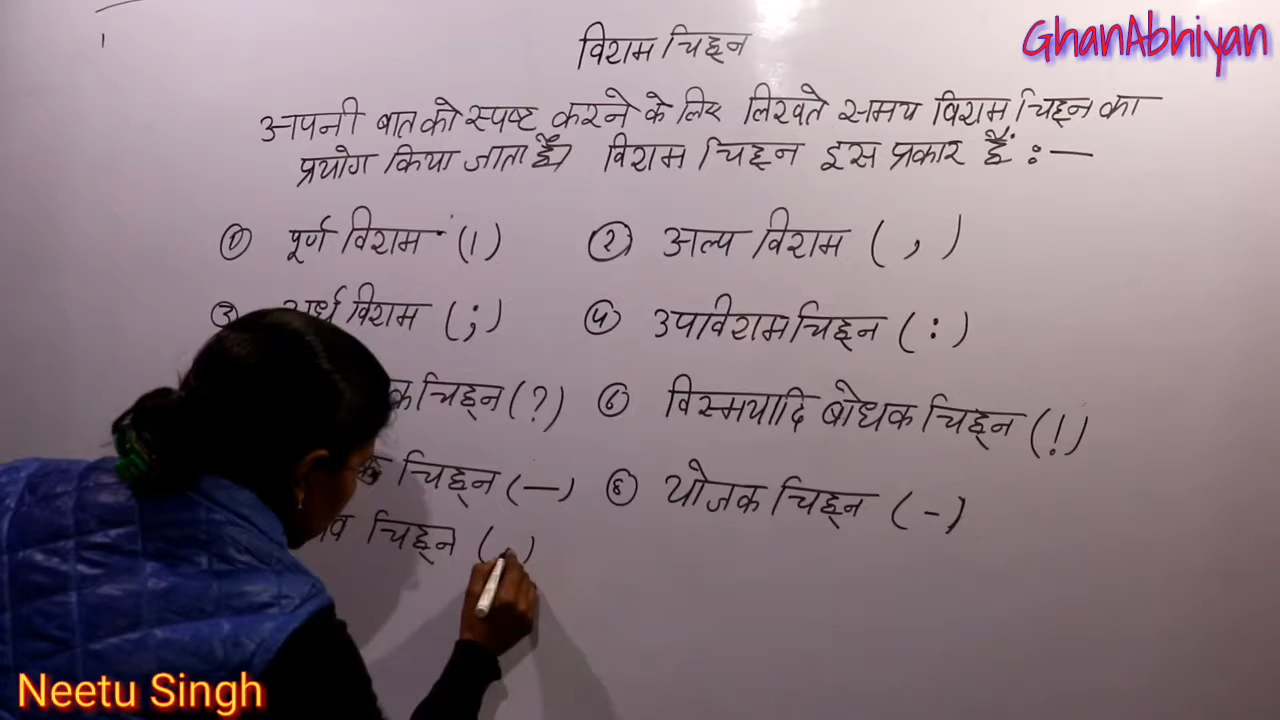 GhanAbhiyan
विराम चिह्न
अपनी बात को स्पष्ट करने के लिए लिखते समय विराम चिह्न का
प्रयोग किया जाता है। विराम चिह्न इस प्रकार हैं :—
① पूर्ण विराम (।) ② अल्प विराम ( , )
③ अर्ध विराम (;) ④ उपविराम चिह्न ( : )
चिह्न (?) ⑥ विस्मयादि बोधक चिह्न (!)
चिह्न (—) ⑧ योजक चिह्न (-)
चिह्न
Neetu Singh